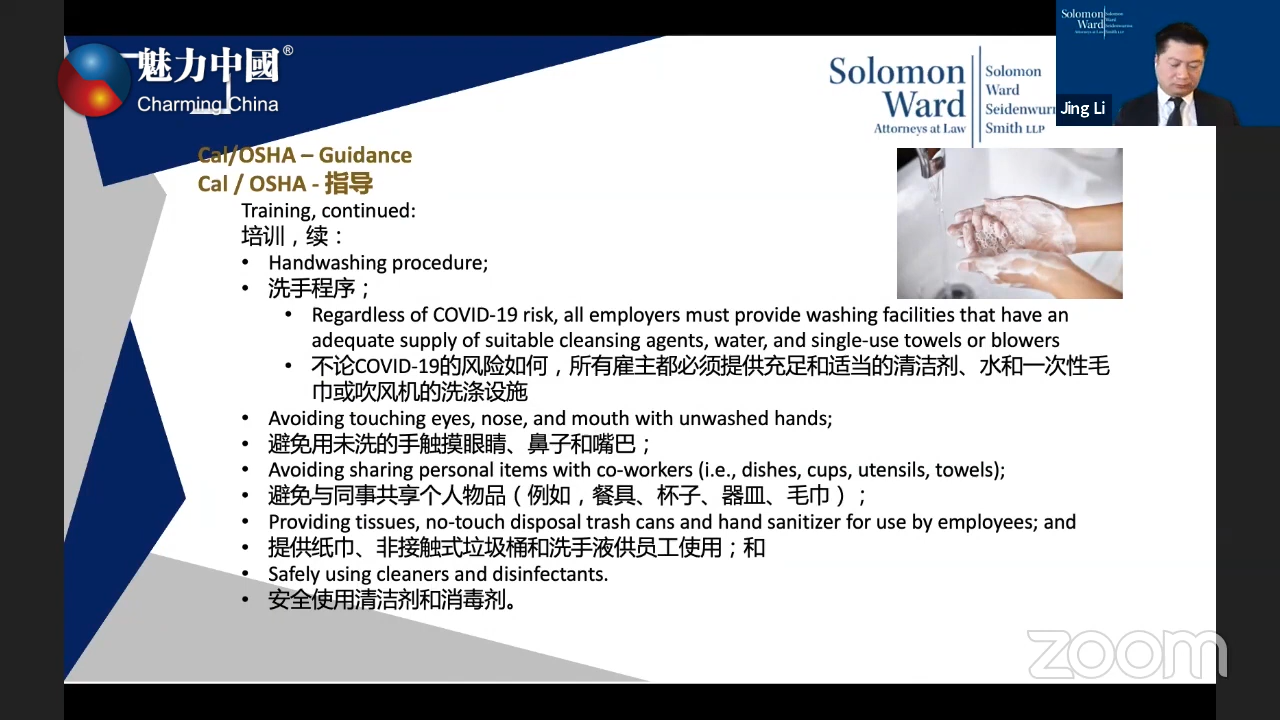 魅力中國®
Charming China
Solomon
Ward
Attorneys at Law
Solomon
Ward
Seidenwur
Smith LLP
Solomon
Ward
Attorneys at Law
Solomon
Ward
Seidenwurm
Smith LLP
Jing Li
Cal/OSHA – Guidance
Cal / OSHA - 指导
Training, continued:
培训，续：
• Handwashing procedure;
• 洗手程序；
• Regardless of COVID-19 risk, all employers must provide washing facilities that have an
adequate supply of suitable cleansing agents, water, and single-use towels or blowers
• 不论COVID-19的风险如何，所有雇主都必须提供充足和适当的清洁剂、水和一次性毛
巾或吹风机的洗涤设施
• Avoiding touching eyes, nose, and mouth with unwashed hands;
• 避免用未洗的手触摸眼睛、鼻子和嘴巴；
• Avoiding sharing personal items with co-workers (i.e., dishes, cups, utensils, towels);
• 避免与同事共享个人物品（例如，餐具、杯子、器皿、毛巾）；
• Providing tissues, no-touch disposal trash cans and hand sanitizer for use by employees; and
• 提供纸巾、非接触式垃圾桶和洗手液供员工使用；和
• Safely using cleaners and disinfectants.
• 安全使用清洁剂和消毒剂。
zoom